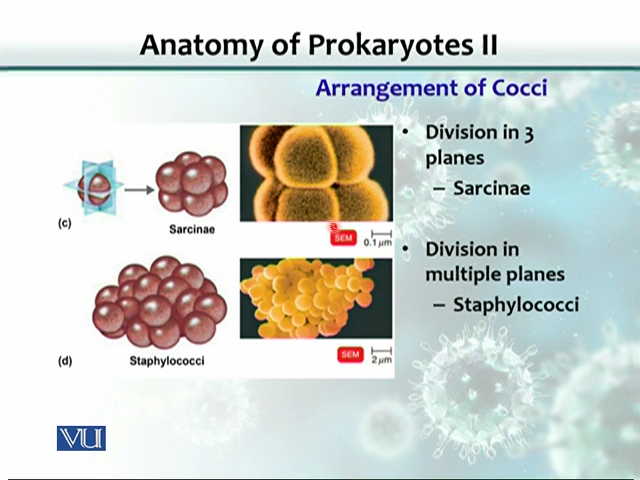 Anatomy of Prokaryotes II
Arrangement of Cocci
(c)
Sarcinae
SEM
0.1 µm
(d)
Staphylococci
SEM
2 µm
• Division in 3
planes
– Sarcinae
• Division in
multiple planes
– Staphylococci
VU